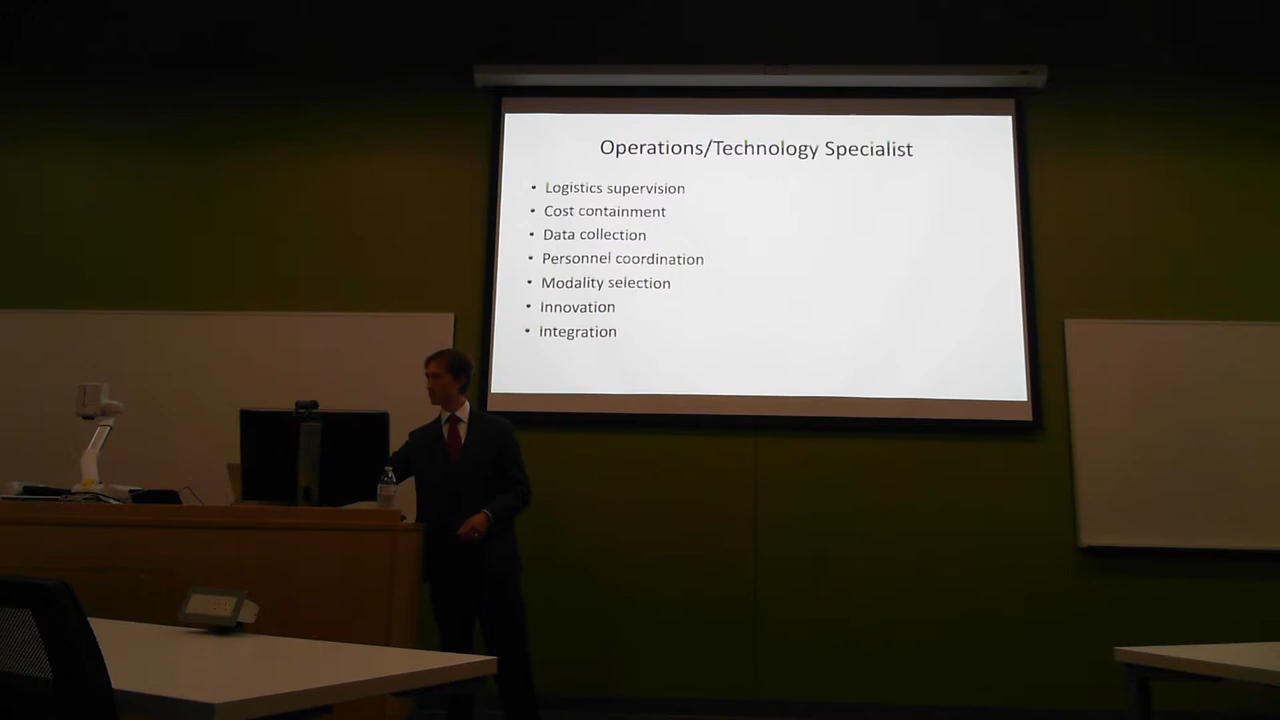 Operations/Technology Specialist
• Logistics supervision
• Cost containment
• Data collection
• Personnel coordination
• Modality selection
• Innovation
• Integration